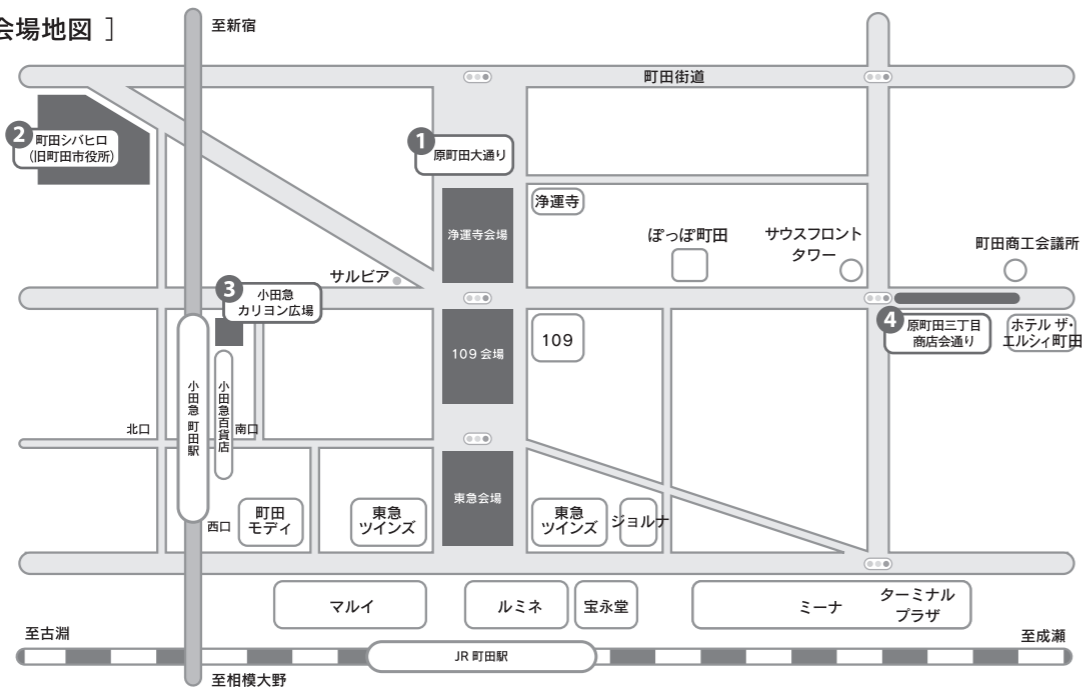 会場地図 ]
至新宿
町田街道
2
町田シバヒロ
(旧町田市役所)
1
原町田大通り
浄運寺
浄運寺会場
ぽっぽ町田
サウスフロント
タワー
町田商工会議所
サルビア
3
小田急
カリヨン広場
4
原町田三丁目
商店会通り
ホテル ザ・
エルシィ町田
109 会場
109
小田急 町田駅
小田急百貨店
北口
南口
西口
町田
モディ
東急
ツインズ
東急会場
東急
ツインズ
ジョルナ
マルイ
ルミネ
宝永堂
ミーナ
ターミナル
プラザ
至古淵
JR 町田駅
至成瀬
至相模大野